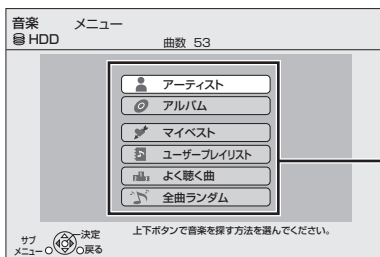 音楽 メニュー
HDD 曲数 53
アーティスト
アルバム
マイベスト
ユーザープレイリスト
よく聴く曲
全曲ランダム
上下ボタンで音楽を探す方法を選んでください。
サブ 決定
メニュー 戻る